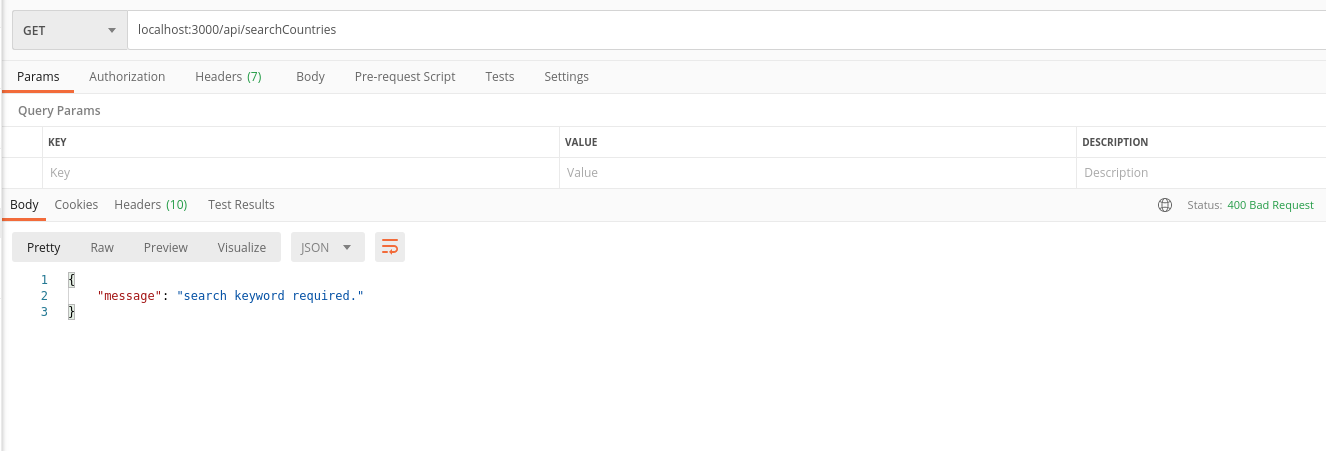 GET localhost:3000/api/searchCountries
Params Authorization Headers (7) Body Pre-request Script Tests Settings
Query Params
KEY VALUE DESCRIPTION
Key Value Description
Body Cookies Headers (10) Test Results Status: 400 Bad Request
Pretty Raw Preview Visualize JSON
1 {
2 "message": "search keyword required."
3 }